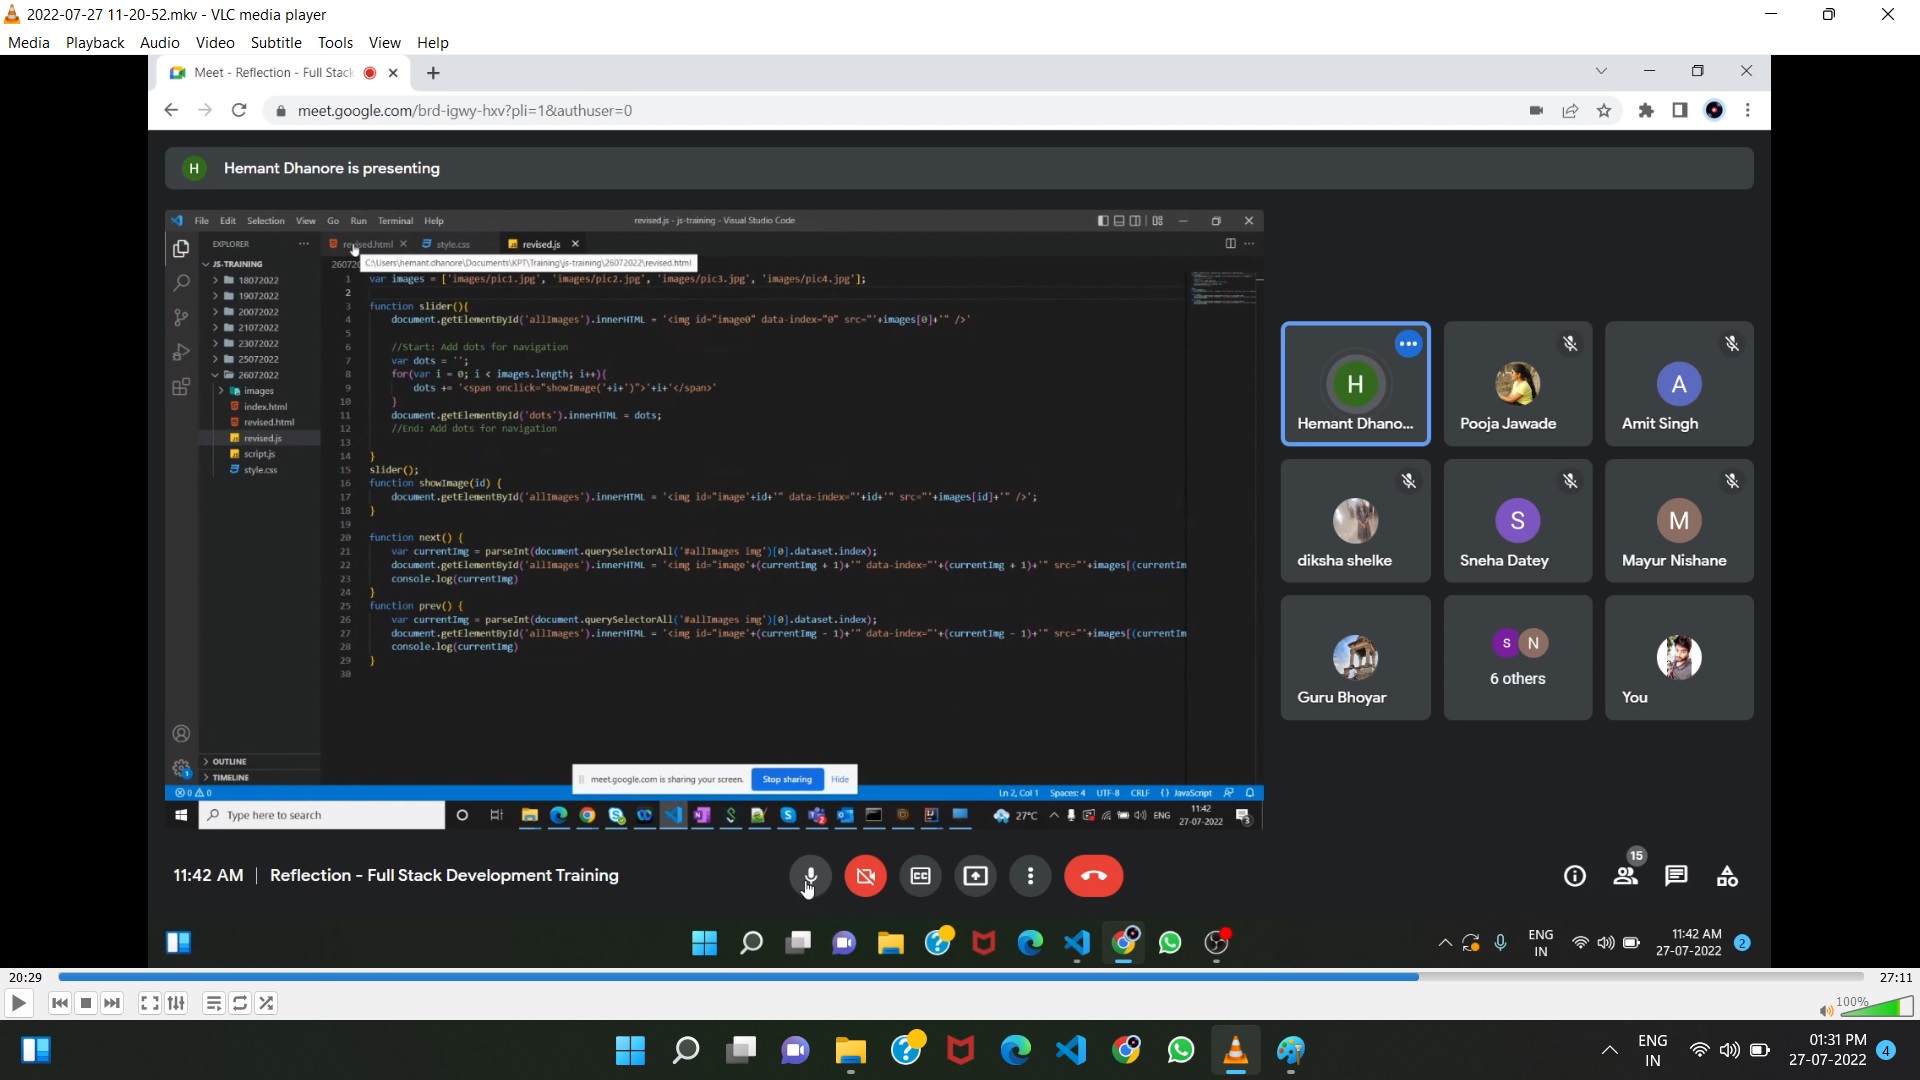 2022-07-27 11-20-52.mkv - VLC media player
Media Playback Audio Video Subtitle Tools View Help
Meet - Reflection - Full Stack
meet.google.com/brd-igwy-hxv?pli=1&authuser=0
H Hemant Dhanore is presenting
File Edit Selection View Go Run Terminal Help
revised.js - js-training - Visual Studio Code
EXPLORER
revised.html style.css revised.js
C:\Users\hemant.dhanore\Documents\KPT\Training\js-training\26072022\revised.html
JS-TRAINING
18072022
19072022
20072022
21072022
23072022
25072022
26072022
images
index.html
revised.html
revised.js
script.js
style.css
OUTLINE
TIMELINE
1 var images = ['images/pic1.jpg', 'images/pic2.jpg', 'images/pic3.jpg', 'images/pic4.jpg'];
2
3 function slider(){
4 document.getElementById('allImages').innerHTML = '<img id="image0" data-index="0" src="'+images[0]+'" />'
5
6 //Start: Add dots for navigation
7 var dots = '';
8 for(var i = 0; i < images.length; i++){
9 dots += '<span onclick="showImage('+i+')">'+i+'</span>'
10 }
11 document.getElementById('dots').innerHTML = dots;
12 //End: Add dots for navigation
13
14 }
15 slider();
16 function showImage(id) {
17 document.getElementById('allImages').innerHTML = '<img id="image'+id+'" data-index="'+id+'" src="'+images[id]+'" />';
18 }
19
20 function next() {
21 var currentImg = parseInt(document.querySelectorAll('#allImages img')[0].dataset.index);
22 document.getElementById('allImages').innerHTML = '<img id="image'+(currentImg + 1)+'" data-index="'+(currentImg + 1)+'" src="'+images[(currentIm
23 console.log(currentImg)
24 }
25 function prev() {
26 var currentImg = parseInt(document.querySelectorAll('#allImages img')[0].dataset.index);
27 document.getElementById('allImages').innerHTML = '<img id="image'+(currentImg - 1)+'" data-index="'+(currentImg - 1)+'" src="'+images[(currentIm
28 console.log(currentImg)
29 }
30
meet.google.com is sharing your screen. Stop sharing Hide
0 0
Ln 2, Col 1 Spaces: 4 UTF-8 CRLF {} JavaScript
Type here to search
27°C ENG 11:42
27-07-2022
3
H
Hemant Dhano...
Pooja Jawade
A
Amit Singh
diksha shelke
S
Sneha Datey
M
Mayur Nishane
Guru Bhoyar
S N
6 others
You
11:42 AM | Reflection - Full Stack Development Training
CC
15
ENG
IN
11:42 AM
27-07-2022
2
20:29
27:11
100%
ENG
IN
01:31 PM
27-07-2022
4